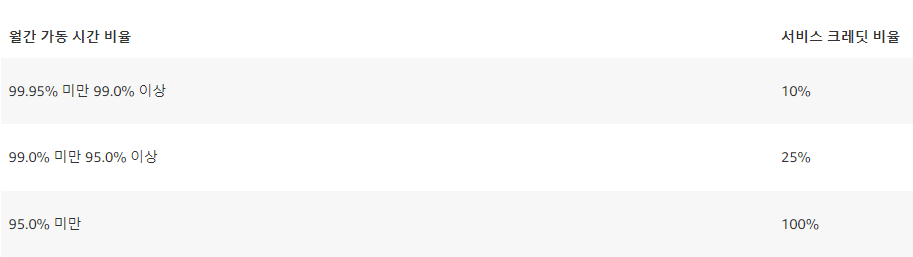 월간 가동 시간 비율 서비스 크레딧 비율
99.95% 미만 99.0% 이상 10%
99.0% 미만 95.0% 이상 25%
95.0% 미만 100%